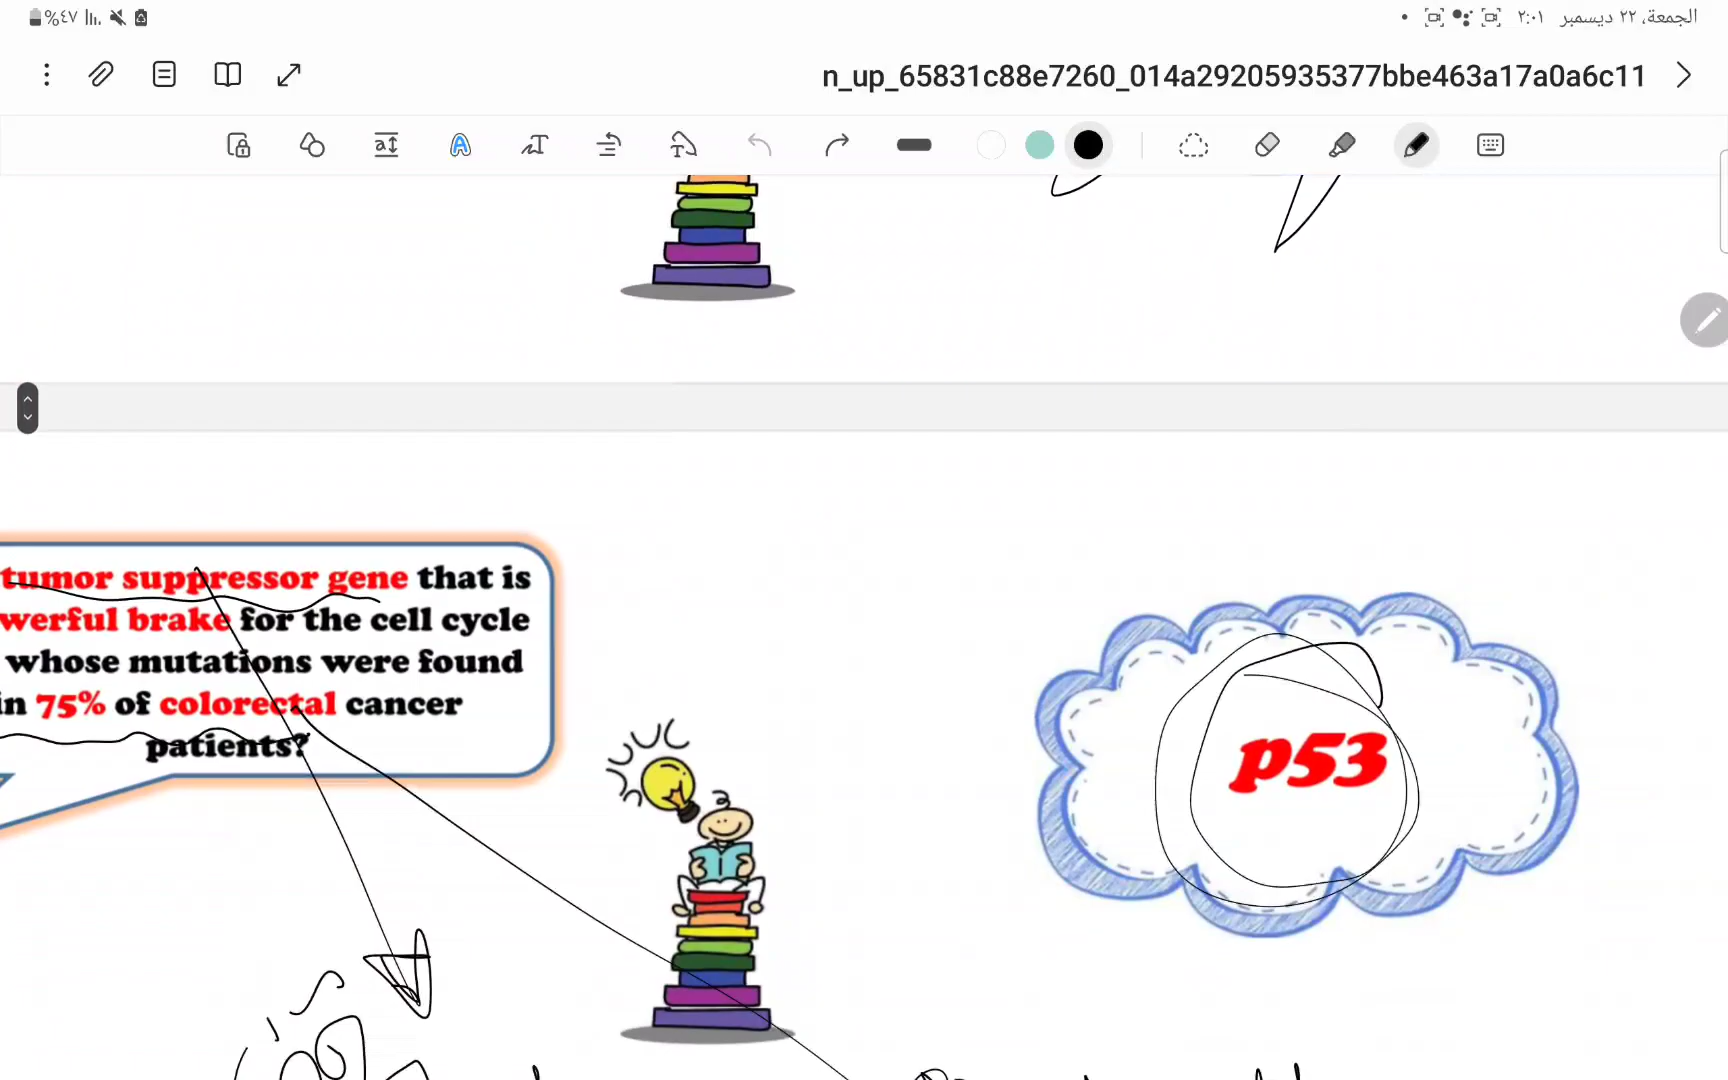 %٤٧
الجمعة، ٢٢ ديسمبر ٢:٠١
n_up_65831c88e7260_014a29205935377bbe463a17a0a6c11
tumor suppressor gene that is
werful brake for the cell cycle
whose mutations were found
in 75% of colorectal cancer
patients?
p53